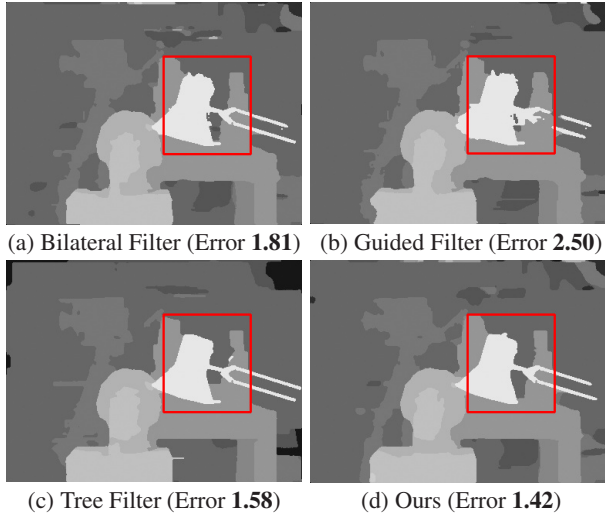 (a) Bilateral Filter (Error 1.81)
(b) Guided Filter (Error 2.50)
(c) Tree Filter (Error 1.58)
(d) Ours (Error 1.42)